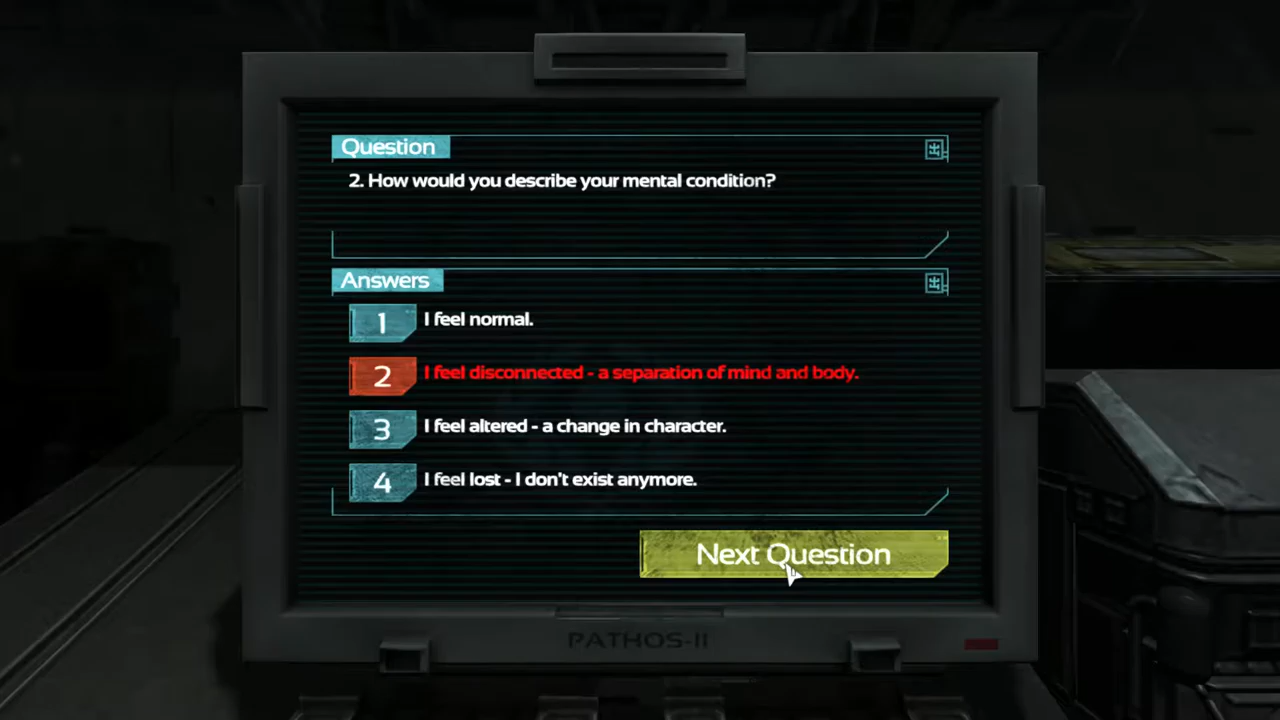 Question
2. How would you describe your mental condition?
Answers
1 I feel normal.
2 I feel disconnected - a separation of mind and body.
3 I feel altered - a change in character.
4 I feel lost - I don't exist anymore.
Next Question
PATHOS-II